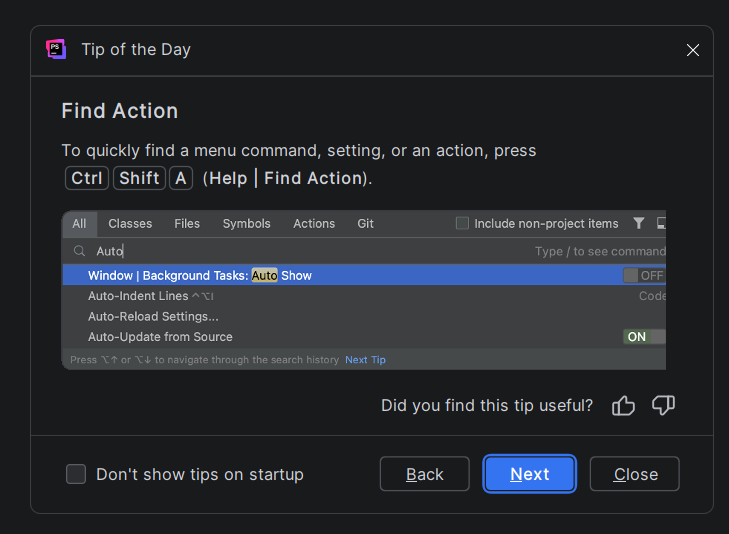 PS
Tip of the Day
Find Action
To quickly find a menu command, setting, or an action, press
Ctrl Shift A (Help | Find Action).
All Classes Files Symbols Actions Git Include non-project items
Auto Type / to see command
Window | Background Tasks: Auto Show OFF
Auto-Indent Lines ^⌥I Code
Auto-Reload Settings...
Auto-Update from Source ON
Press ⌥↑ or ⌥↓ to navigate through the search history Next Tip
Did you find this tip useful?
Don't show tips on startup Back Next Close